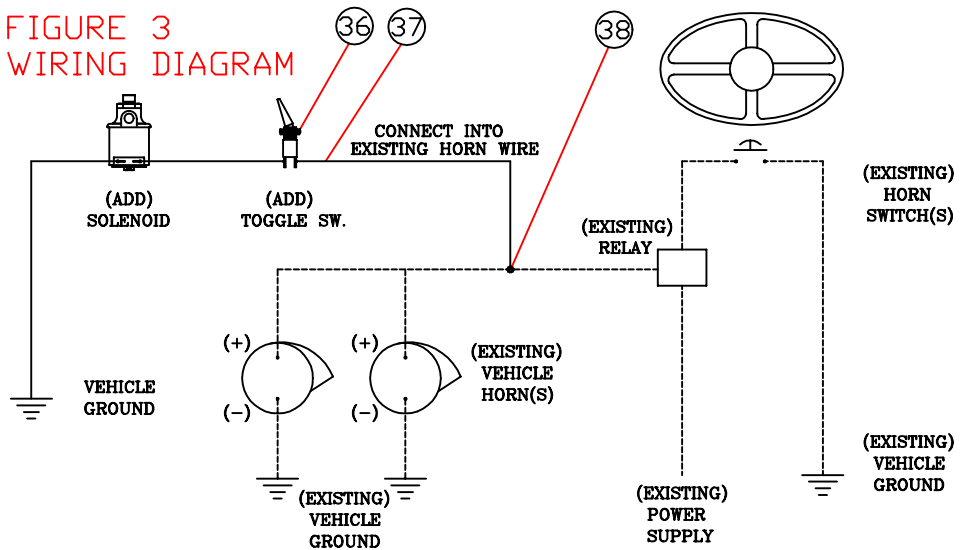 FIGURE 3
WIRING DIAGRAM
36
37
38
CONNECT INTO
EXISTING HORN WIRE
(ADD)
SOLENOID
(ADD)
TOGGLE SW.
(EXISTING)
HORN
SWITCH(S)
(EXISTING)
RELAY
(+)
(-)
(+)
(-)
(EXISTING)
VEHICLE
HORN(S)
VEHICLE
GROUND
(EXISTING)
VEHICLE
GROUND
(EXISTING)
POWER
SUPPLY
(EXISTING)
VEHICLE
GROUND